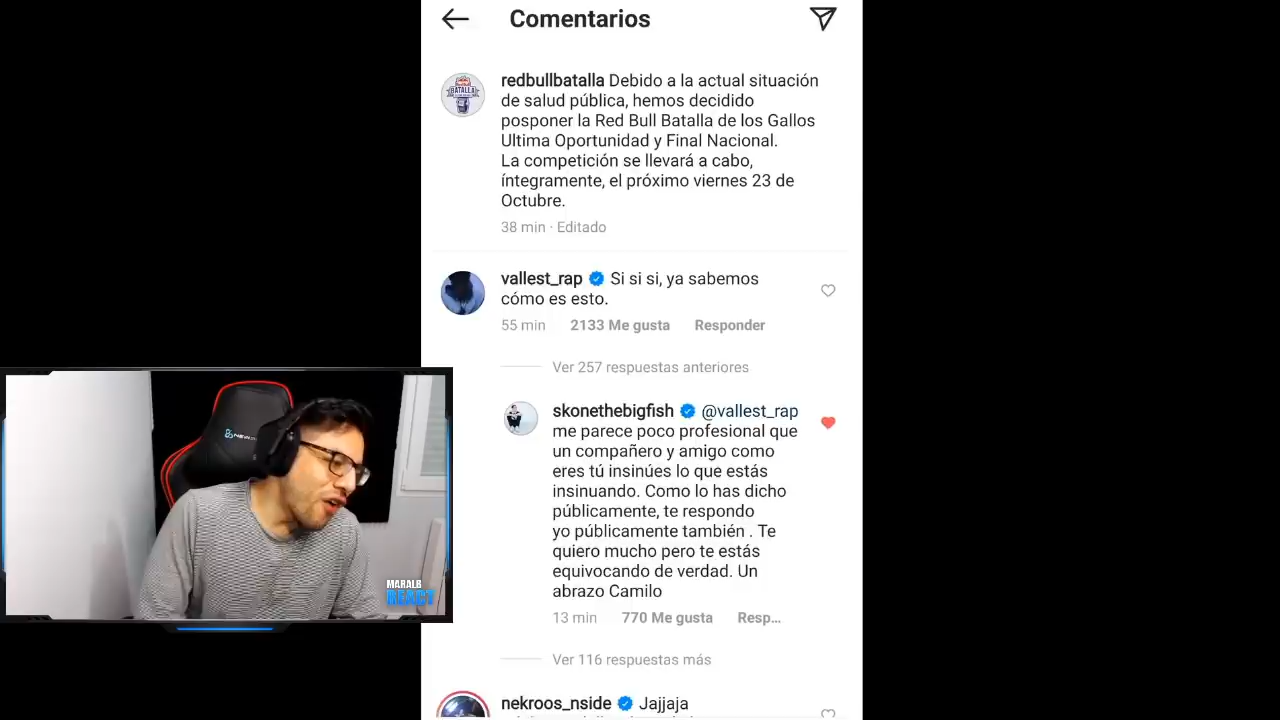 Comentarios
redbullbatalla Debido a la actual situación
de salud pública, hemos decidido
posponer la Red Bull Batalla de los Gallos
Ultima Oportunidad y Final Nacional.
La competición se llevará a cabo,
íntegramente, el próximo viernes 23 de
Octubre.
38 min · Editado
BATALLA
vallest_rap Si si si, ya sabemos
cómo es esto.
55 min 2133 Me gusta Responder
Ver 257 respuestas anteriores
skonethebigfish @vallest_rap
me parece poco profesional que
un compañero y amigo como
eres tú insinúes lo que estás
insinuando. Como lo has dicho
públicamente, te respondo
yo públicamente también . Te
quiero mucho pero te estás
equivocando de verdad. Un
abrazo Camilo
13 min 770 Me gusta Resp...
Ver 116 respuestas más
nekroos_nside Jajjaja
MARALB
REACT